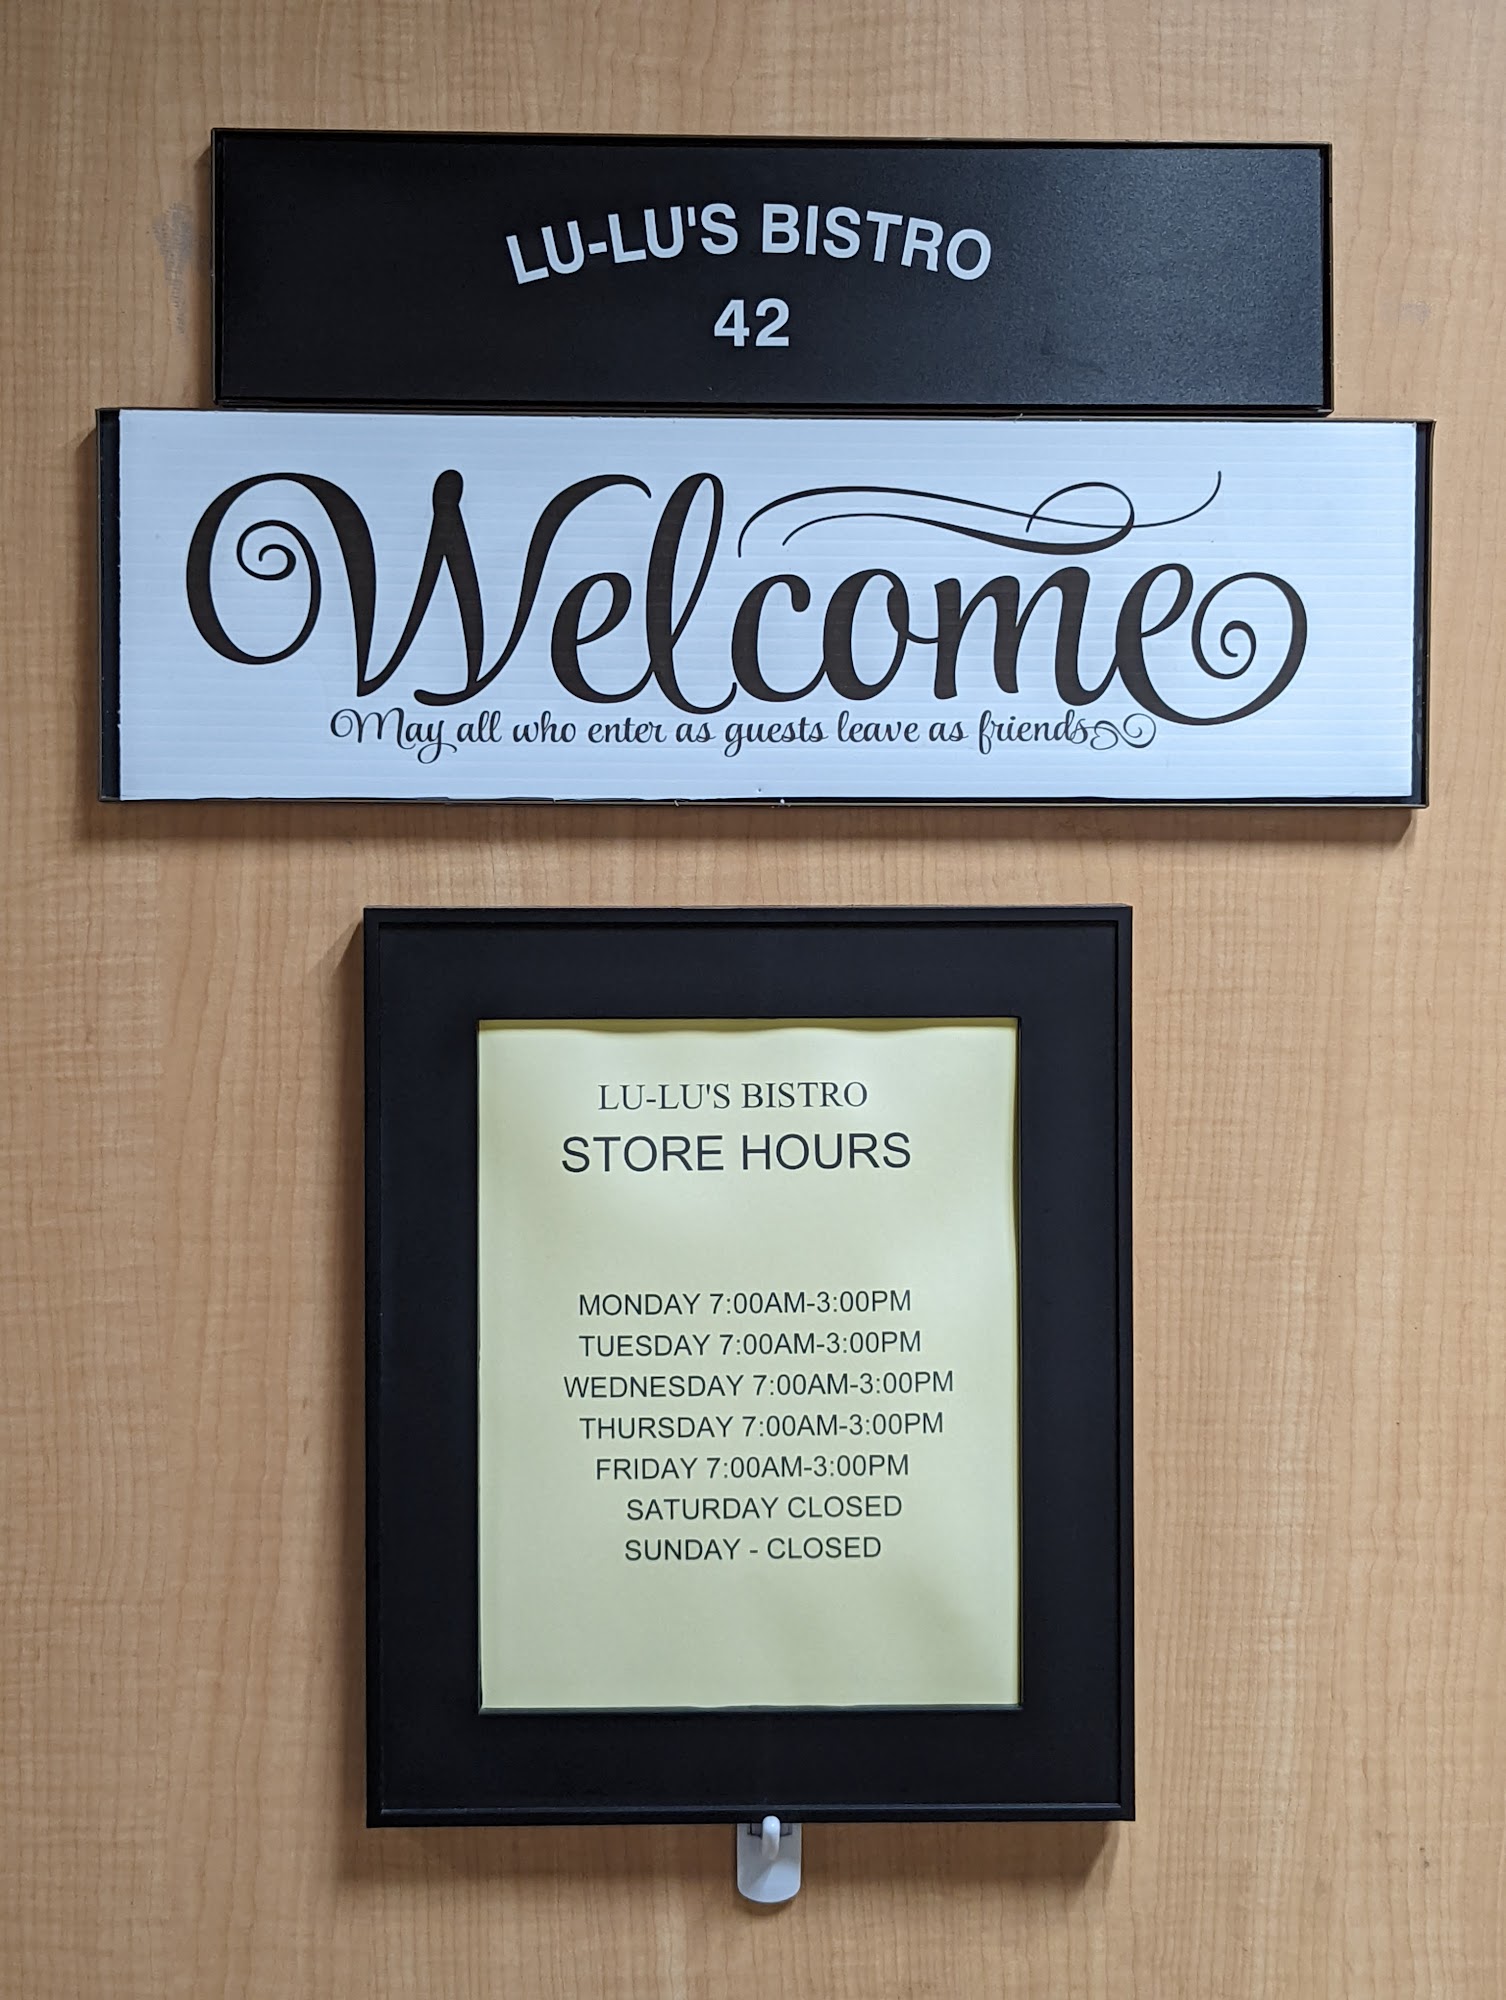 LU-LU'S BISTRO
42
Welcome
May all who enter as guests leave as friends
LU-LU'S BISTRO
STORE HOURS
MONDAY 7:00AM-3:00PM
TUESDAY 7:00AM-3:00PM
WEDNESDAY 7:00AM-3:00PM
THURSDAY 7:00AM-3:00PM
FRIDAY 7:00AM-3:00PM
SATURDAY CLOSED
SUNDAY - CLOSED